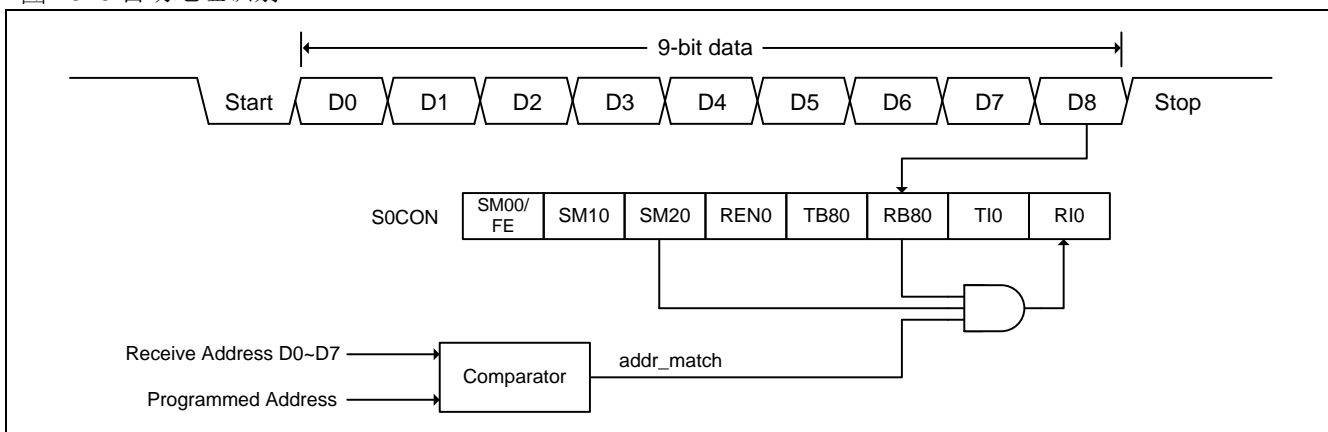 9-bit data
Start D0 D1 D2 D3 D4 D5 D6 D7 D8 Stop
S0CON SM00/FE SM10 SM20 REN0 TB80 RB80 TI0 RI0
Receive Address D0~D7
addr_match
Comparator
Programmed Address